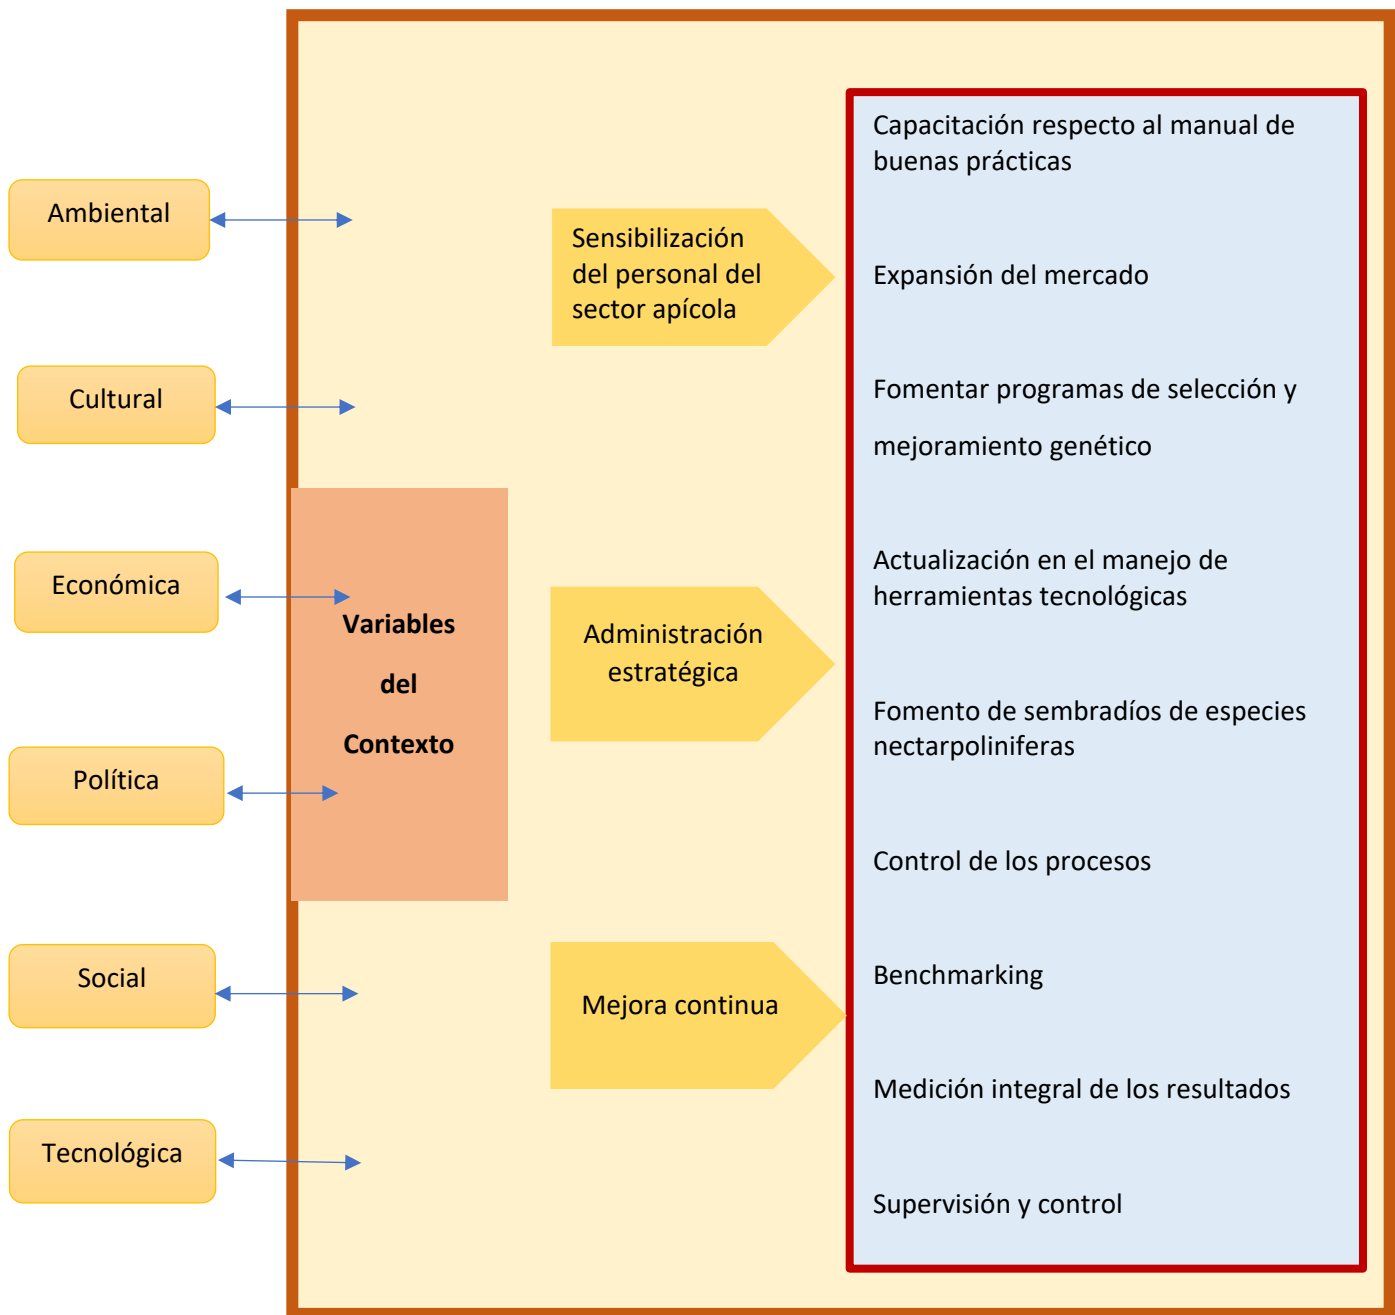 Ambiental
Cultural
Económica
Política
Social
Tecnológica
Variables
del
Contexto
Sensibilización
del personal del
sector apícola
Administración
estratégica
Mejora continua
Capacitación respecto al manual de
buenas prácticas
Expansión del mercado
Fomentar programas de selección y
mejoramiento genético
Actualización en el manejo de
herramientas tecnológicas
Fomento de sembradíos de especies
nectarpoliniferas
Control de los procesos
Benchmarking
Medición integral de los resultados
Supervisión y control